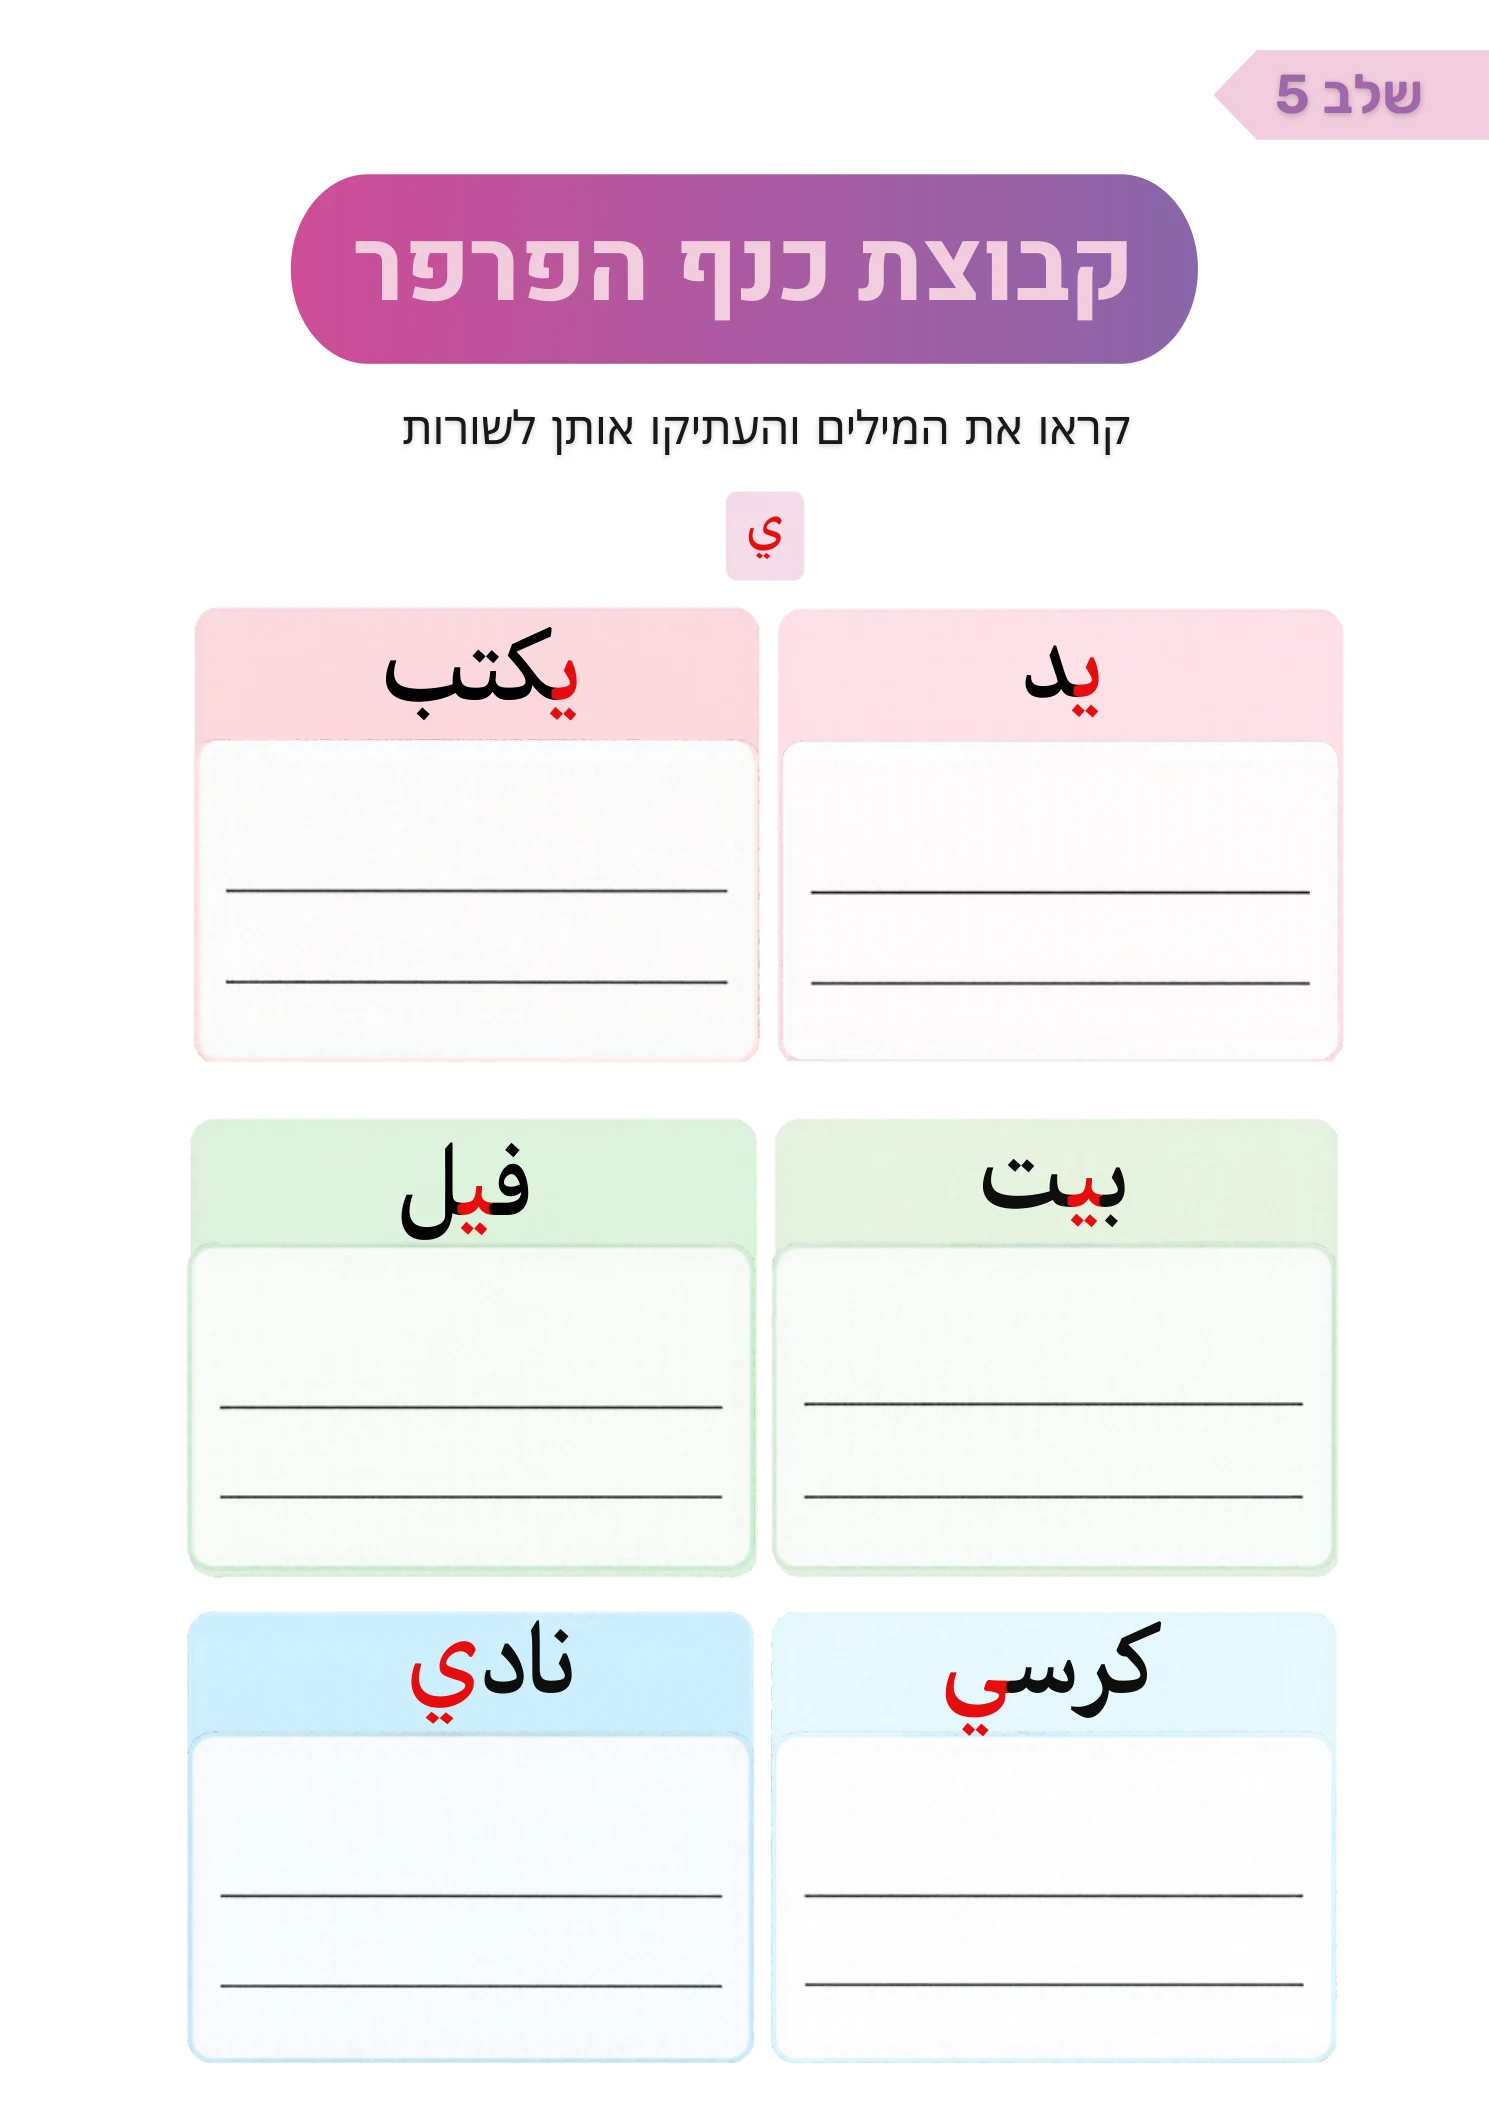 שלב 5
קבוצת כנף הפרפר
קראו את המילים והעתיקו אותן לשורות
ي
يد
يكتب
بيت
فيل
كرسي
نادي